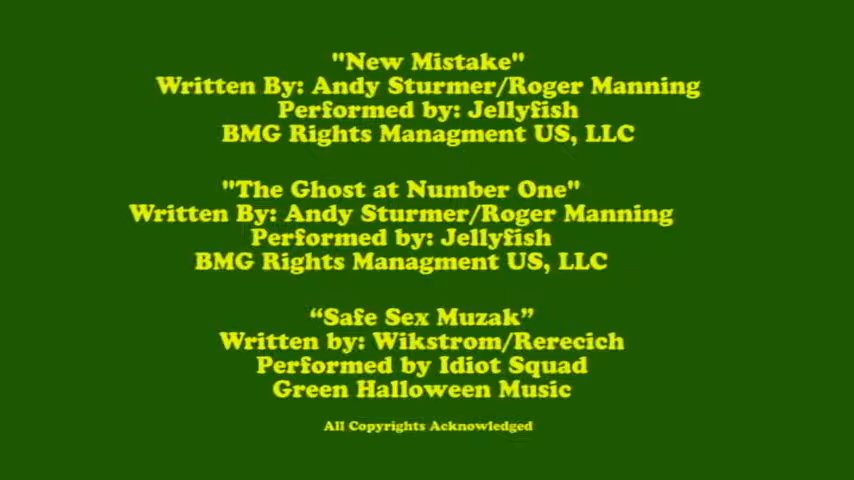 "New Mistake"
Written By: Andy Sturmer/Roger Manning
Performed by: Jellyfish
BMG Rights Managment US, LLC
"The Ghost at Number One"
Written By: Andy Sturmer/Roger Manning
Performed by: Jellyfish
BMG Rights Managment US, LLC
“Safe Sex Muzak”
Written by: Wikstrom/Rerecich
Performed by Idiot Squad
Green Halloween Music
All Copyrights Acknowledged